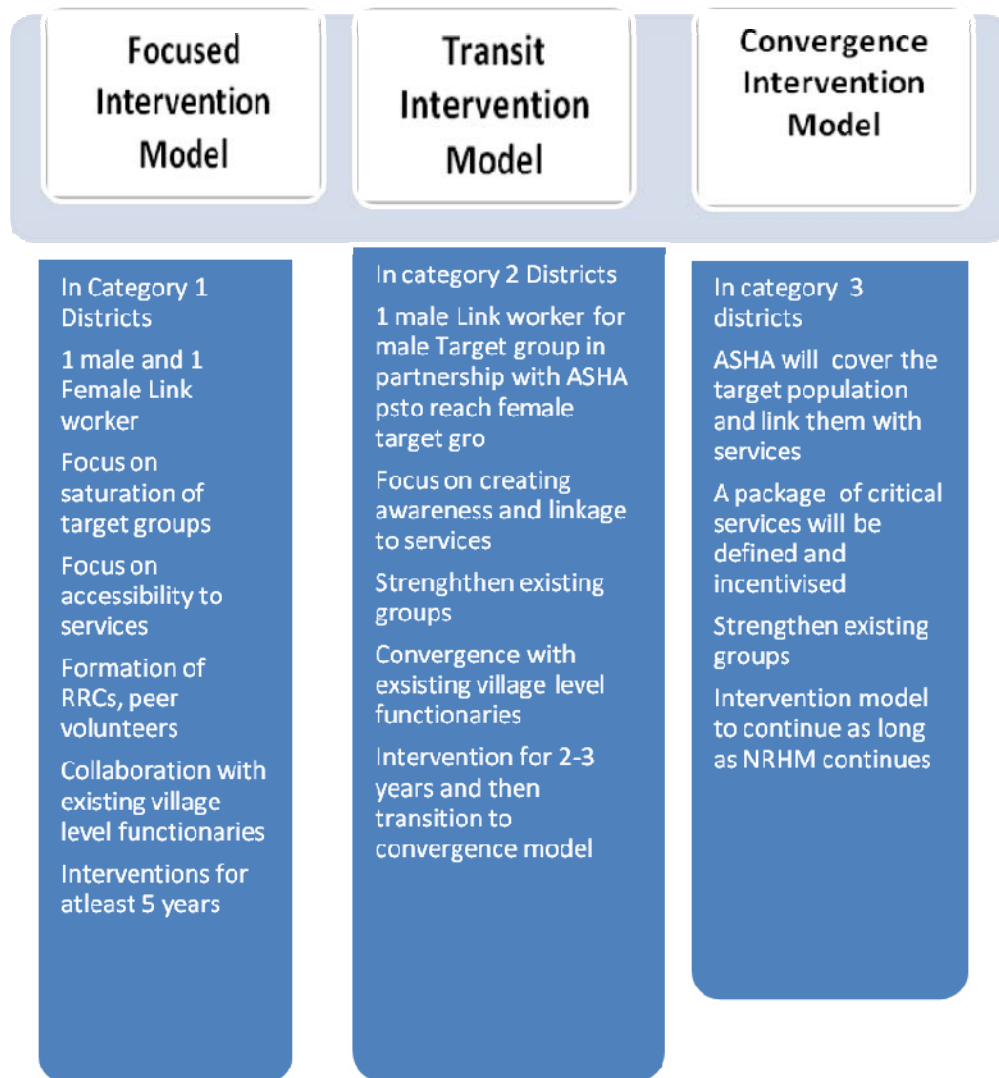 Focused
Intervention
Model
Transit
Intervention
Model
Convergence
Intervention
Model
In Category 1
Districts
1 male and 1
Female Link
worker
Focus on
saturation of
target groups
Focus on
accessibility to
services
Formation of
RRCs, peer
volunteers
Collaboration with
existing village
level functionaries
Interventions for
atleast 5 years
In category 2 Districts
1 male Link worker for
male Target group in
partnership with ASHA
psto reach female
target gro
Focus on creating
awareness and linkage
to services
Strenghthen existing
groups
Convergence with
exsisting village level
functionaries
Intervention for 2-3
years and then
transition to
convergence model
In category 3
districts
ASHA will cover the
target population
and link them with
services
A package of critical
services will be
defined and
incentivised
Strengthen existing
groups
Intervention model
to continue as long
as NRHM continues